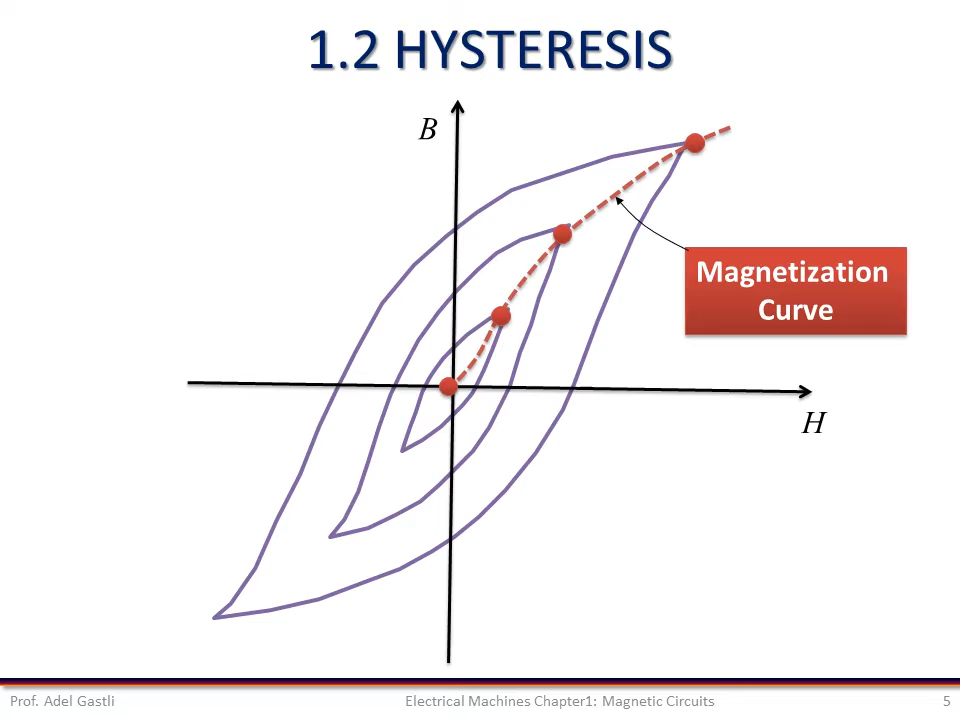 1.2 HYSTERESIS
B
Magnetization
Curve
H
Prof. Adel Gastli
Electrical Machines Chapter1: Magnetic Circuits
5